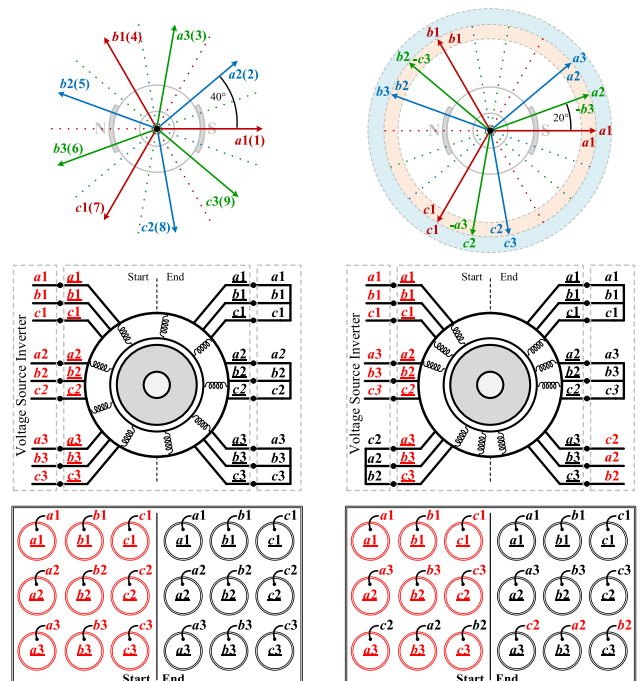 a3(3)
b1(4)
a2(2)
b2(5)
40°
N S
a1(1)
b3(6)
c3(9)
c1(7)
c2(8)
b1
b1
b2
-c3
a3
a2
b3
b2
a2
-b3
20°
a1
a1
c1
c1
-a3
c2
c2
c3
N S
Voltage Source Inverter
Start End
a1 a1 a1 a1
b1 b1 b1 b1
c1 c1 c1 c1
a2 a2 a2 a2
b2 b2 b2 b2
c2 c2 c2 c2
a3 a3 a3 a3
b3 b3 b3 b3
c3 c3 c3 c3
Voltage Source Inverter
Start End
a1 a1 a1 a1
b1 b1 b1 b1
c1 c1 c1 c1
a3 a2 a2 a3
b3 b2 b2 b3
c3 c2 c2 c3
c2 a3 a3 c2
a2 b3 b3 a2
b2 c3 c3 b2
a1 b1 c1 a1 b1 c1
a1 b1 c1 a1 b1 c1
a2 b2 c2 a2 b2 c2
a2 b2 c2 a2 b2 c2
a3 b3 c3 a3 b3 c3
a3 b3 c3 a3 b3 c3
Start End
a1 b1 c1 a1 b1 c1
a1 b1 c1 a1 b1 c1
a3 b3 c3 a3 b3 c3
a2 b2 c2 a2 b2 c2
c2 a2 b2 c2 a2 b2
a3 b3 c3 a3 b3 c3
Start End